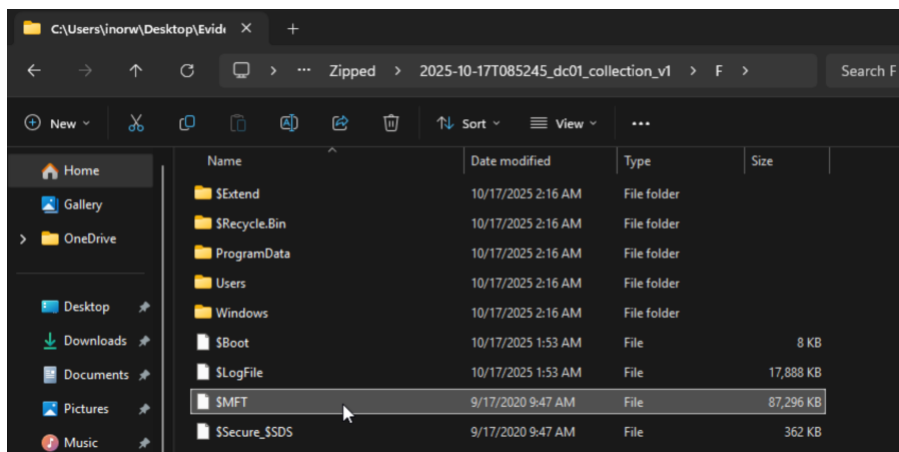 C:\Users\inorw\Desktop\Evide
Zipped > 2025-10-17T085245_dc01_collection_v1 > F > Search F
New Sort View
Name Date modified Type Size
Home
Gallery
OneDrive
Desktop
Downloads
Documents
Pictures
Music
$Extend 10/17/2025 2:16 AM File folder
$Recycle.Bin 10/17/2025 2:16 AM File folder
ProgramData 10/17/2025 2:16 AM File folder
Users 10/17/2025 2:16 AM File folder
Windows 10/17/2025 2:16 AM File folder
$Boot 10/17/2025 1:53 AM File 8 KB
$LogFile 10/17/2025 1:53 AM File 17,888 KB
$MFT 9/17/2020 9:47 AM File 87,296 KB
$Secure_$SDS 9/17/2020 9:47 AM File 362 KB